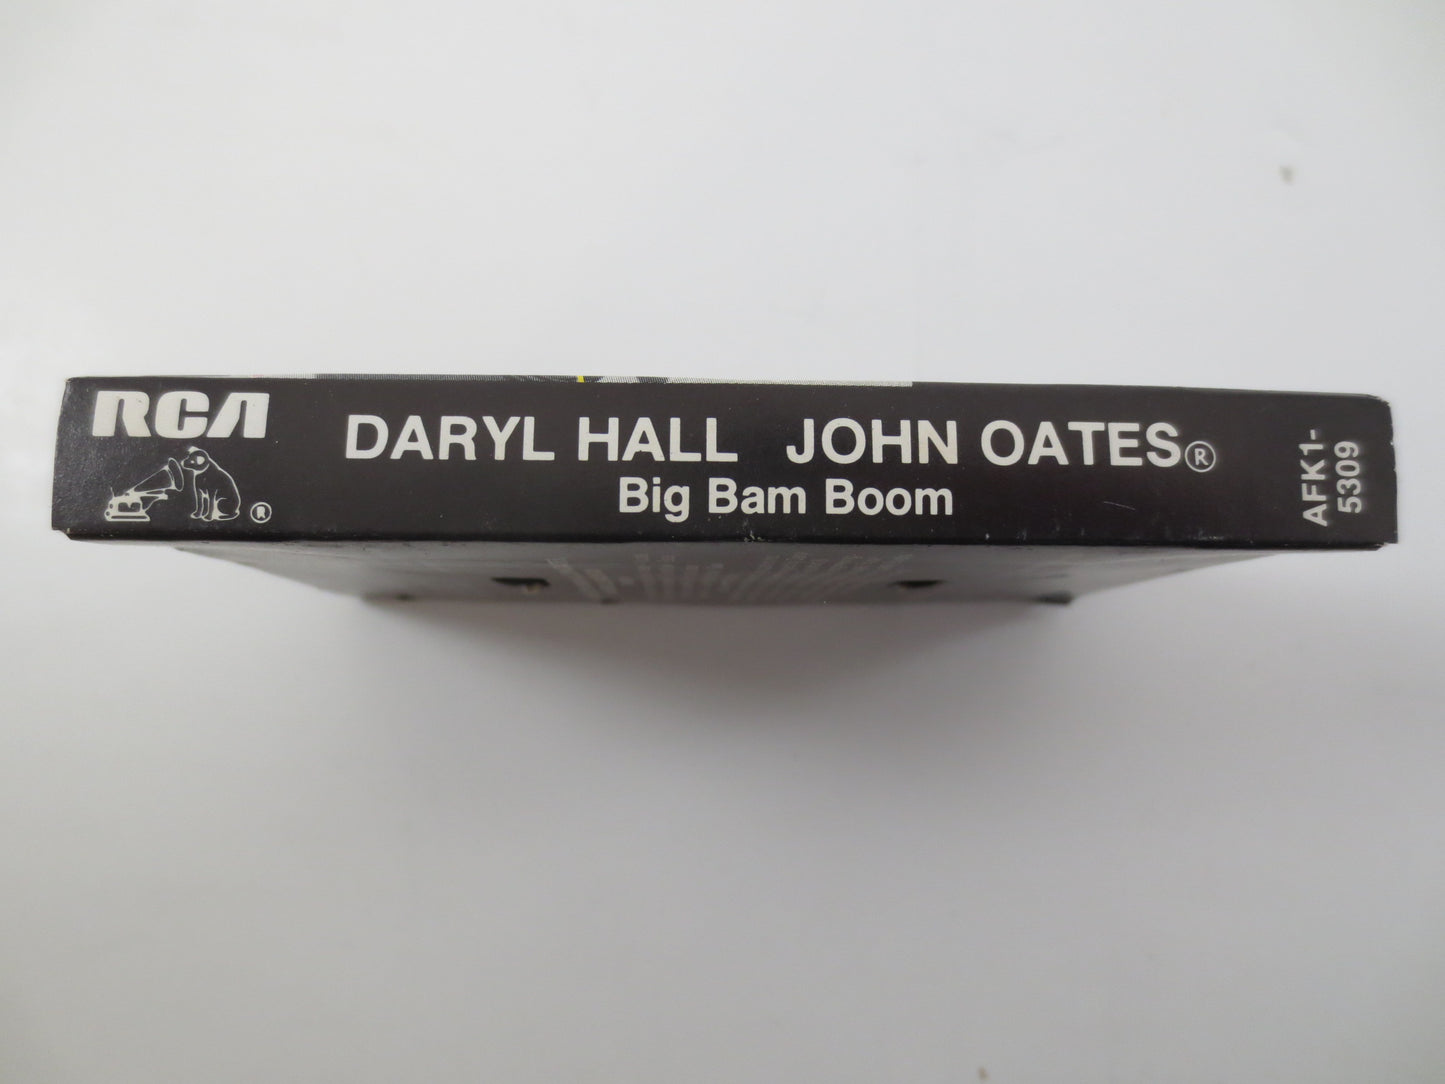 RCA
®
DARYL HALL JOHN OATES®
Big Bam Boom
AFK1-
5309